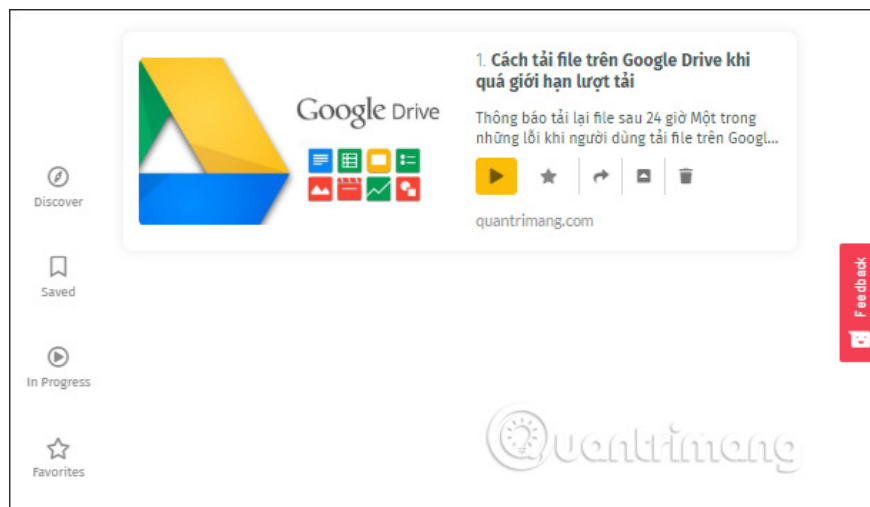 1. Cách tải file trên Google Drive khi
quá giới hạn lượt tải
Google Drive
Thông báo tải lại file sau 24 giờ Một trong
những lỗi khi người dùng tải file trên Googl...
quantrimang.com
Discover
Saved
In Progress
Favorites
Feedback
Quantrimang